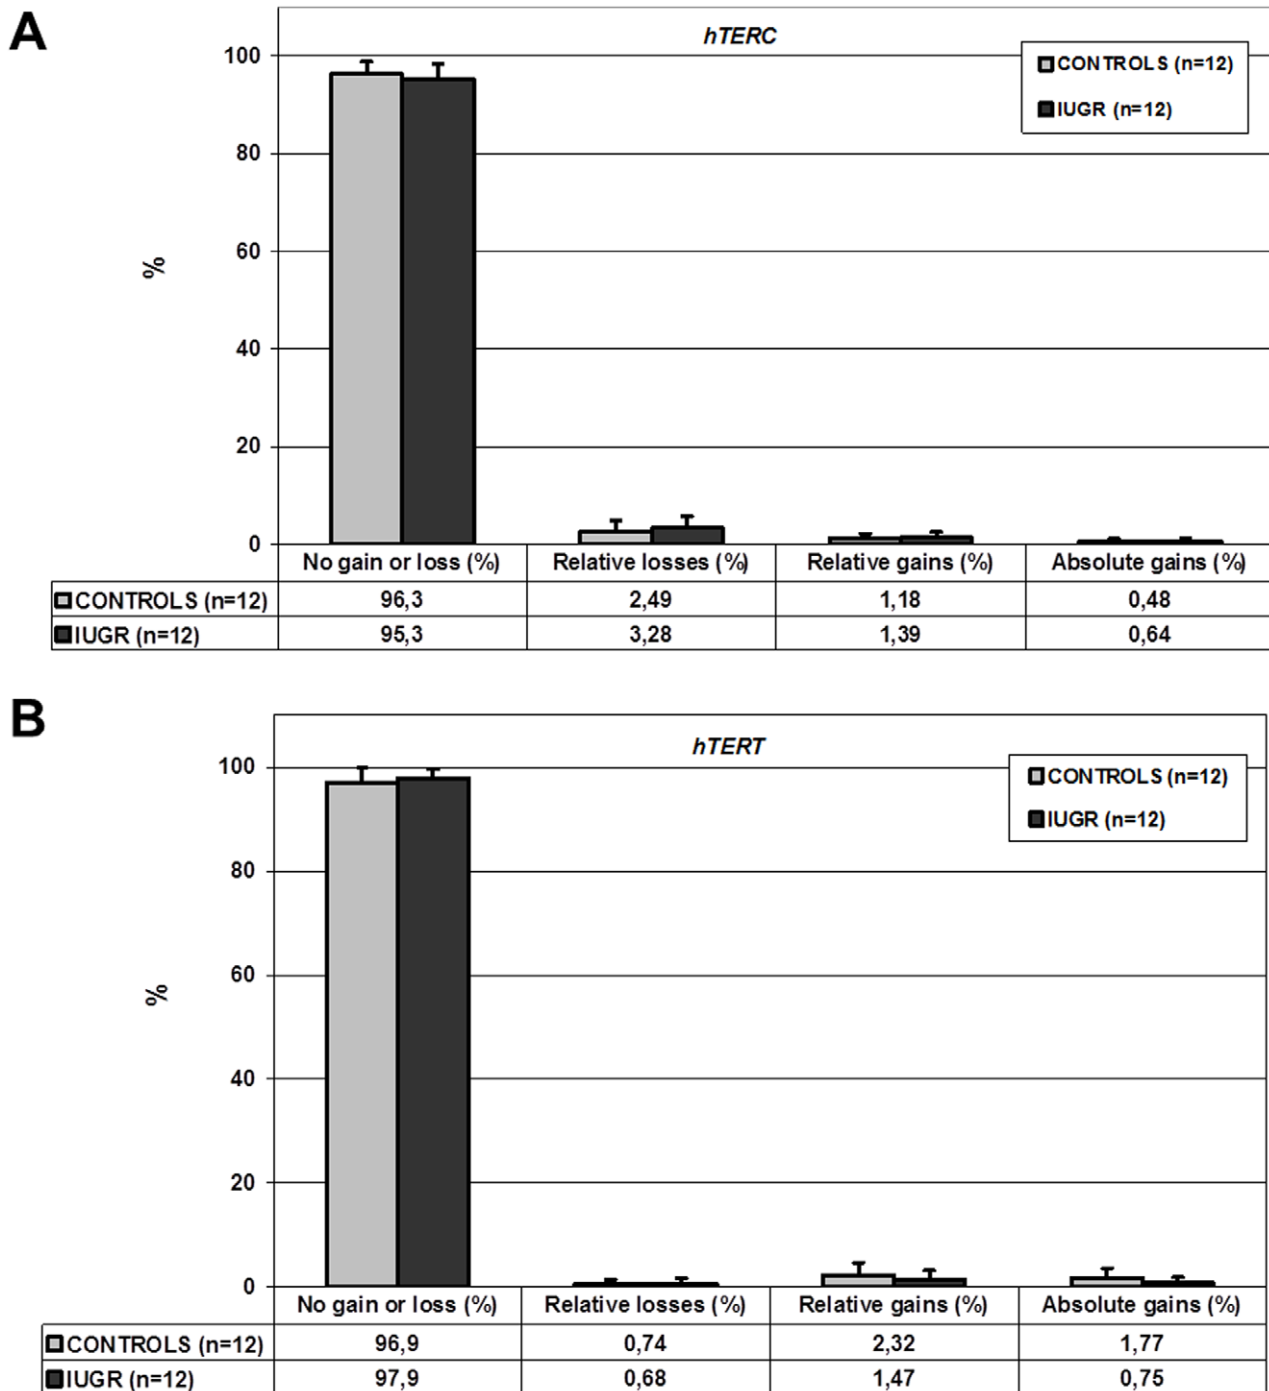 A
hTERC
CONTROLS (n=12)
IUGR (n=12)
100
80
60
40
20
0
%
No gain or loss (%) Relative losses (%) Relative gains (%) Absolute gains (%)
CONTROLS (n=12) 96,3 2,49 1,18 0,48
IUGR (n=12) 95,3 3,28 1,39 0,64
B
hTERT
CONTROLS (n=12)
IUGR (n=12)
100
80
60
40
20
0
%
No gain or loss (%) Relative losses (%) Relative gains (%) Absolute gains (%)
CONTROLS (n=12) 96,9 0,74 2,32 1,77
IUGR (n=12) 97,9 0,68 1,47 0,75